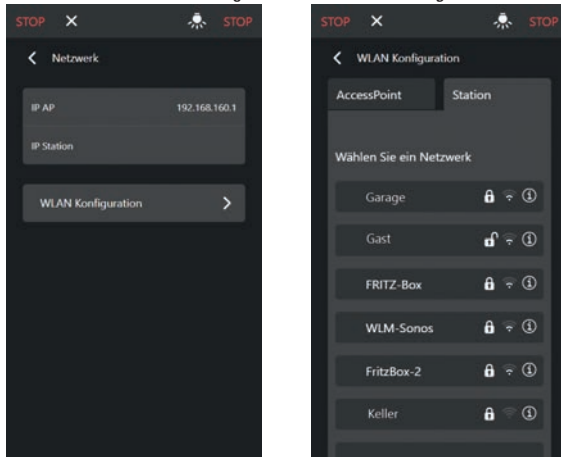 STOP STOP
Netzwerk
IP AP 192.168.160.1
IP Station
WLAN Konfiguration
STOP STOP
WLAN Konfiguration
AccessPoint Station
Wählen Sie ein Netzwerk
Garage
Gast
FRITZ-Box
WLM-Sonos
FritzBox-2
Keller